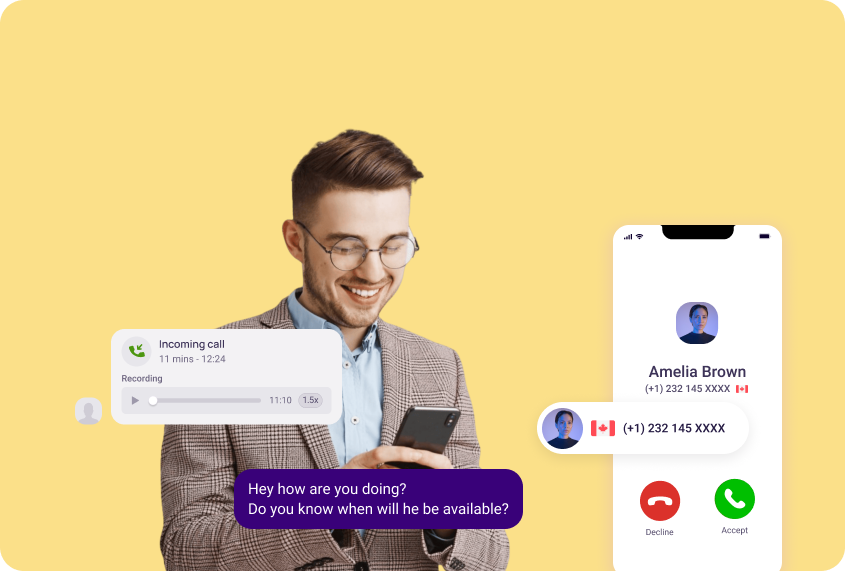 Incoming call
11 mins - 12:24
Recording
11:10 1.5x
Hey how are you doing?
Do you know when will he be available?
Amelia Brown
(+1) 232 145 XXXX
(+1) 232 145 XXXX
Decline
Accept